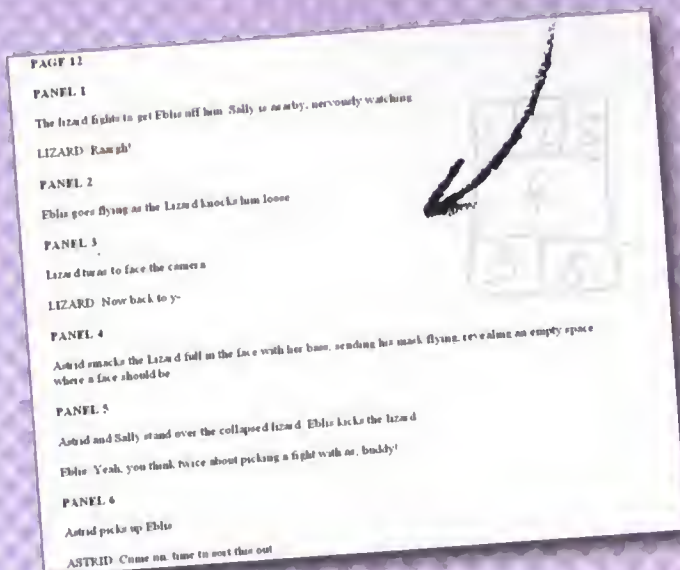 PAGE 12
PANEL 1
The lizard fights to get Eblis off him. Sally is nearby, nervously watching
LIZARD: Raargh!
PANEL 2
Eblis goes flying as the Lizard knocks him loose
PANEL 3
Lizard turns to face the camera
LIZARD: Now back to y-
PANEL 4
Astrid smacks the Lizard full in the face with her bass, sending his mask flying, revealing an empty space
where a face should be
PANEL 5
Astrid and Sally stand over the collapsed lizard. Eblis kicks the lizard
Eblis: Yeah, you think twice about picking a fight with us, buddy!
PANEL 6
Astrid picks up Eblis
ASTRID: Come on, time to sort this out